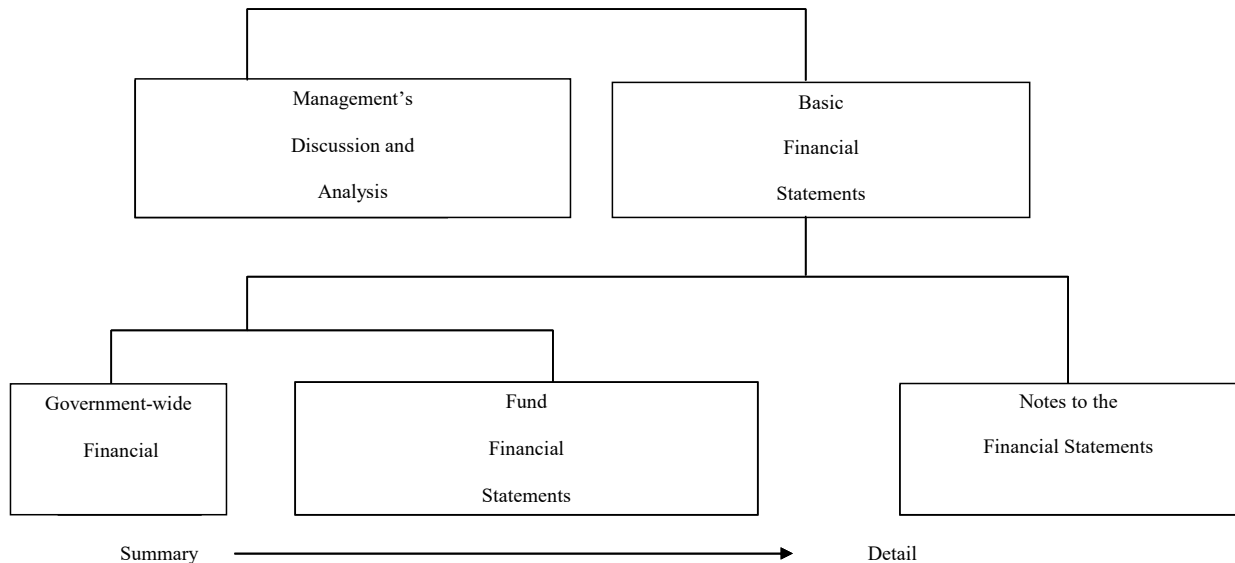 Management’s
Discussion and
Analysis
Basic
Financial
Statements
Government-wide
Financial
Fund
Financial
Statements
Notes to the
Financial Statements
Summary
Detail